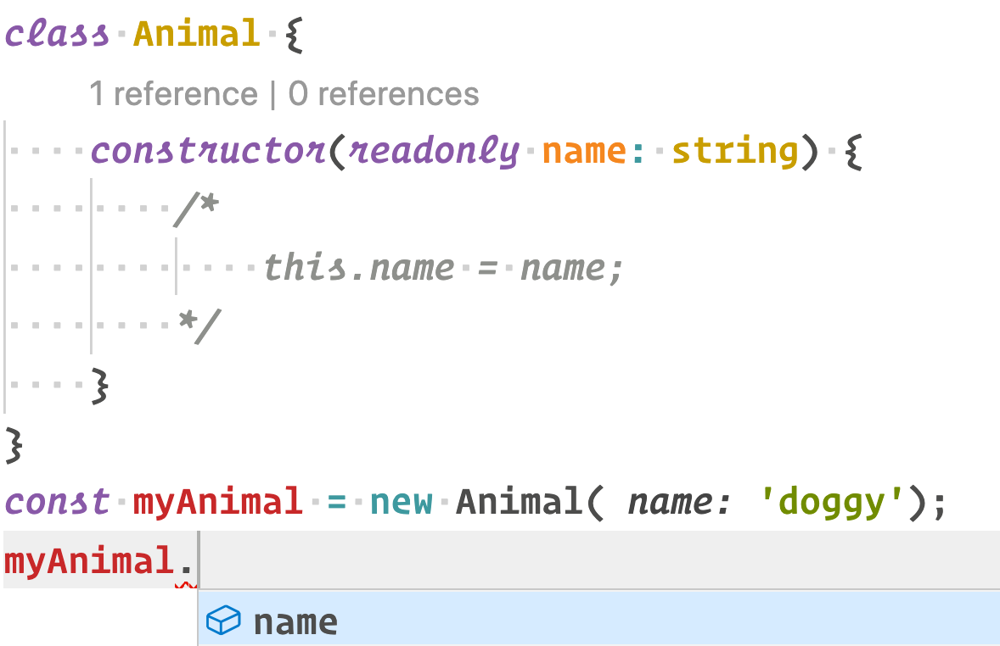 class Animal {
1 reference | 0 references
constructor(readonly name: string) {
/*
this.name = name;
*/
}
}
const myAnimal = new Animal( name: 'doggy');
myAnimal.
name